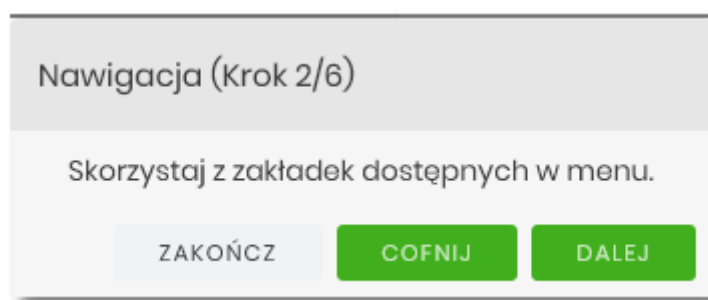 Nawigacja (Krok 2/6)
Skorzystaj z zakładek dostępnych w menu.
ZAKOŃCZ COFNIJ DALEJ